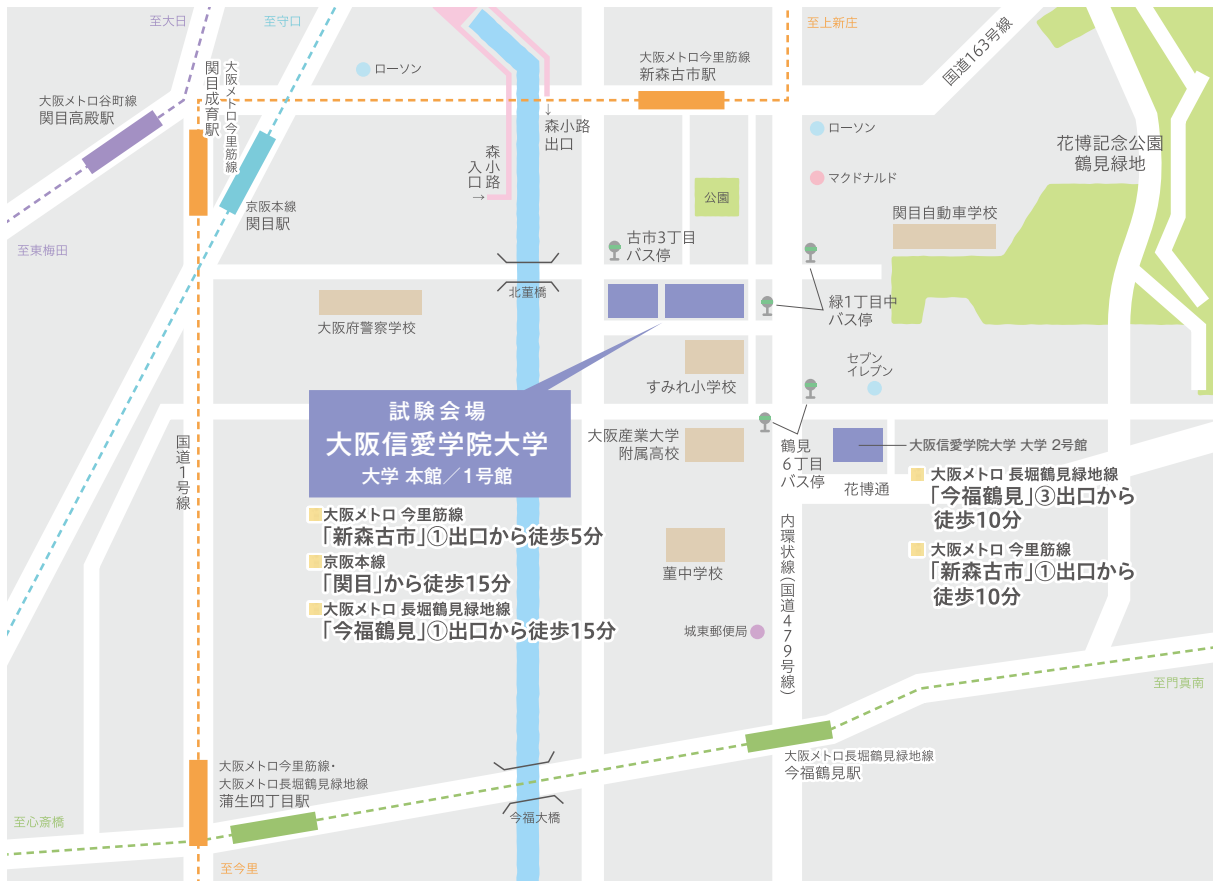 至大日
至守口
至上新庄
国道163号線
ローソン
大阪メトロ今里筋線
新森古市駅
大阪メトロ今里筋線
関目成育駅
大阪メトロ谷町線
関目高殿駅
森小路
出口
森小路
入口
ローソン
花博記念公園
鶴見緑地
マクドナルド
公園
京阪本線
関目駅
関目自動車学校
至東梅田
古市3丁目
バス停
北菫橋
緑1丁目中
バス停
大阪府警察学校
セブン
イレブン
すみれ小学校
試験会場
大阪信愛学院大学
大学 本館／1号館
大阪産業大学
附属高校
鶴見
6丁目
バス停
大阪信愛学院大学 大学 2号館
花博通
国道1号線
大阪メトロ 今里筋線
「新森古市」①出口から徒歩5分
京阪本線
「関目」から徒歩15分
大阪メトロ 長堀鶴見緑地線
「今福鶴見」①出口から徒歩15分
大阪メトロ 長堀鶴見緑地線
「今福鶴見」③出口から
徒歩10分
大阪メトロ 今里筋線
「新森古市」①出口から
徒歩10分
内環状線(国道479号線)
菫中学校
城東郵便局
至門真南
大阪メトロ長堀鶴見緑地線
今福鶴見駅
大阪メトロ今里筋線・
大阪メトロ長堀鶴見緑地線
蒲生四丁目駅
今福大橋
至心斎橋
至今里